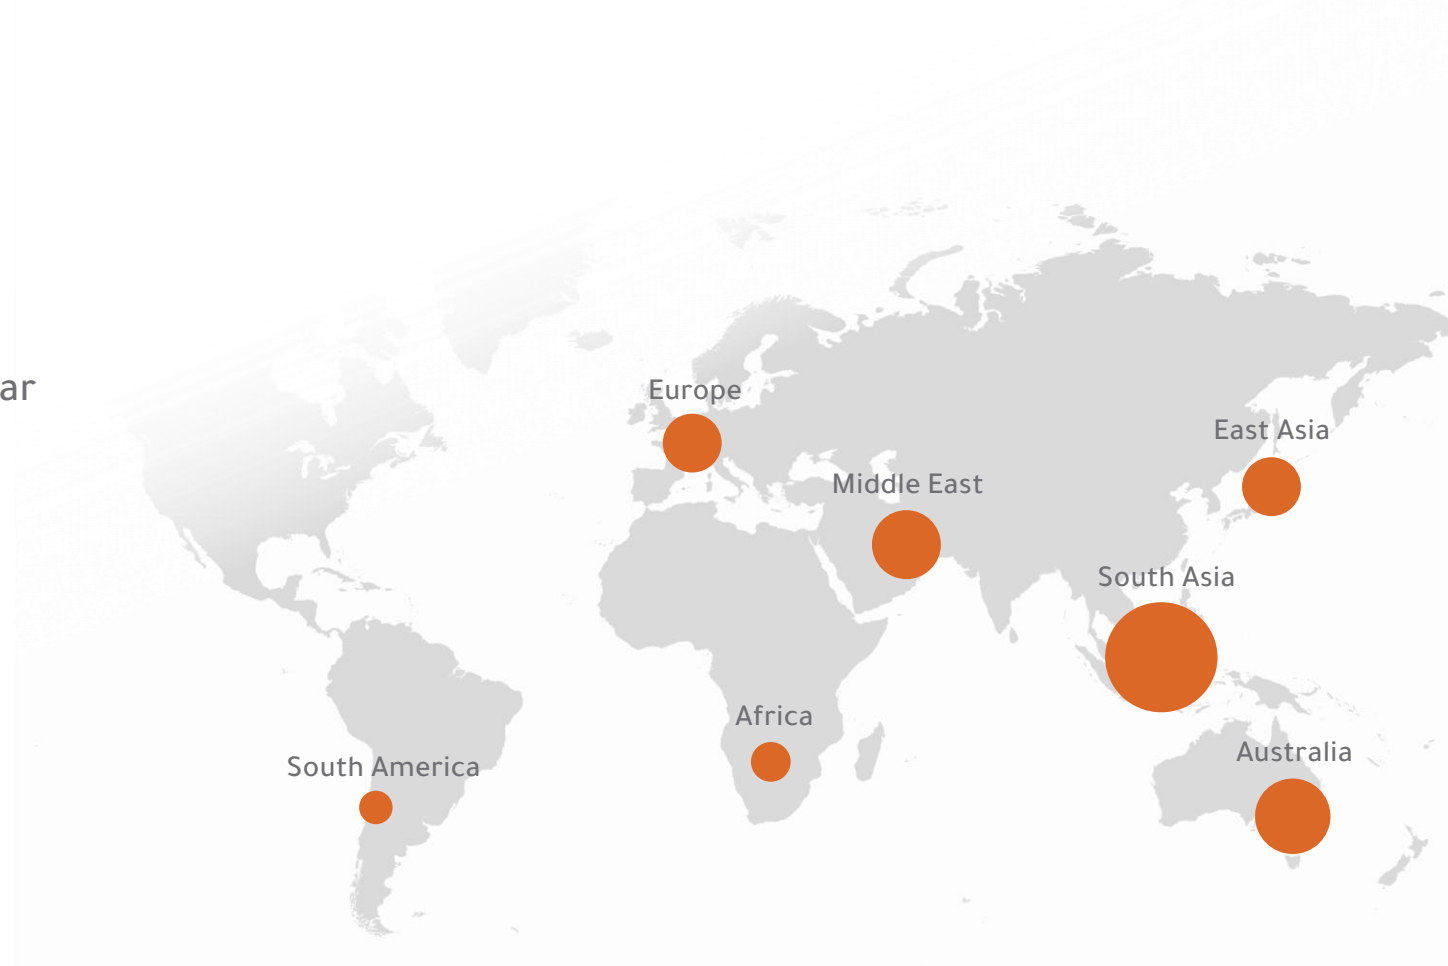 ar
Europe
East Asia
Middle East
South Asia
Africa
Australia
South America